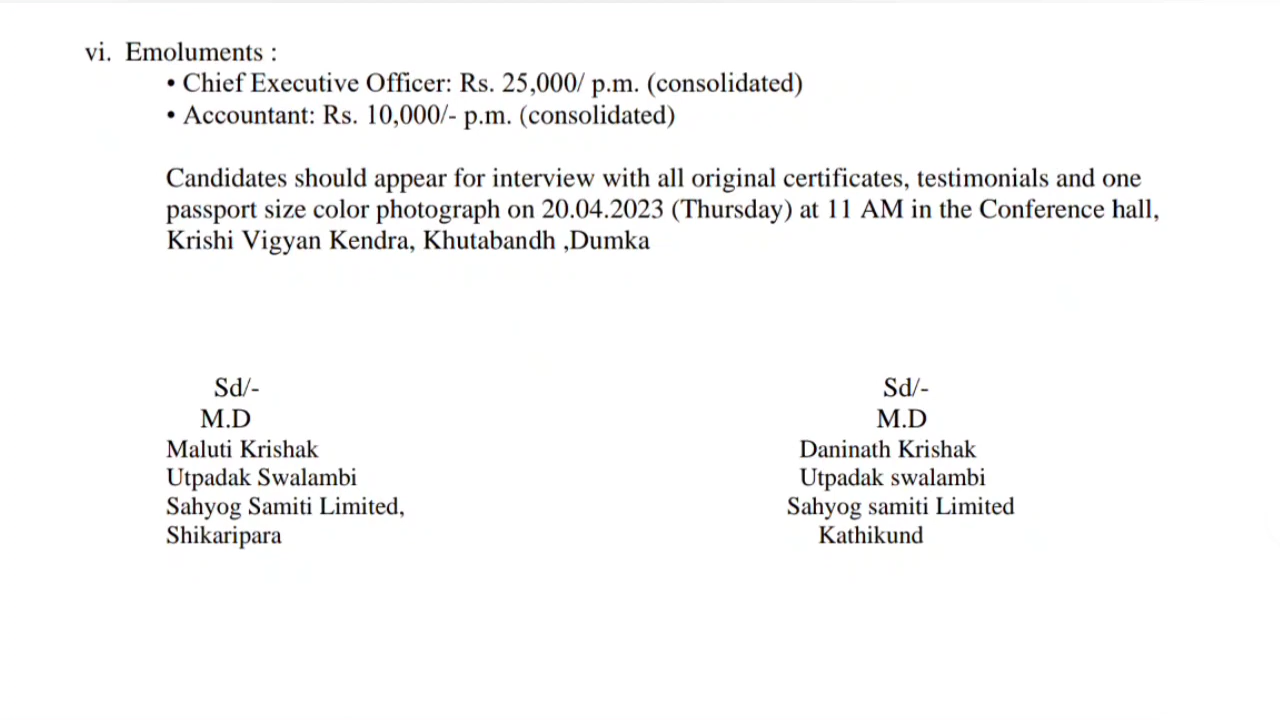 vi. Emoluments :
• Chief Executive Officer: Rs. 25,000/ p.m. (consolidated)
• Accountant: Rs. 10,000/- p.m. (consolidated)
Candidates should appear for interview with all original certificates, testimonials and one
passport size color photograph on 20.04.2023 (Thursday) at 11 AM in the Conference hall,
Krishi Vigyan Kendra, Khutabandh ,Dumka
Sd/-
M.D
Maluti Krishak
Utpadak Swalambi
Sahyog Samiti Limited,
Shikaripara
Sd/-
M.D
Daninath Krishak
Utpadak swalambi
Sahyog samiti Limited
Kathikund